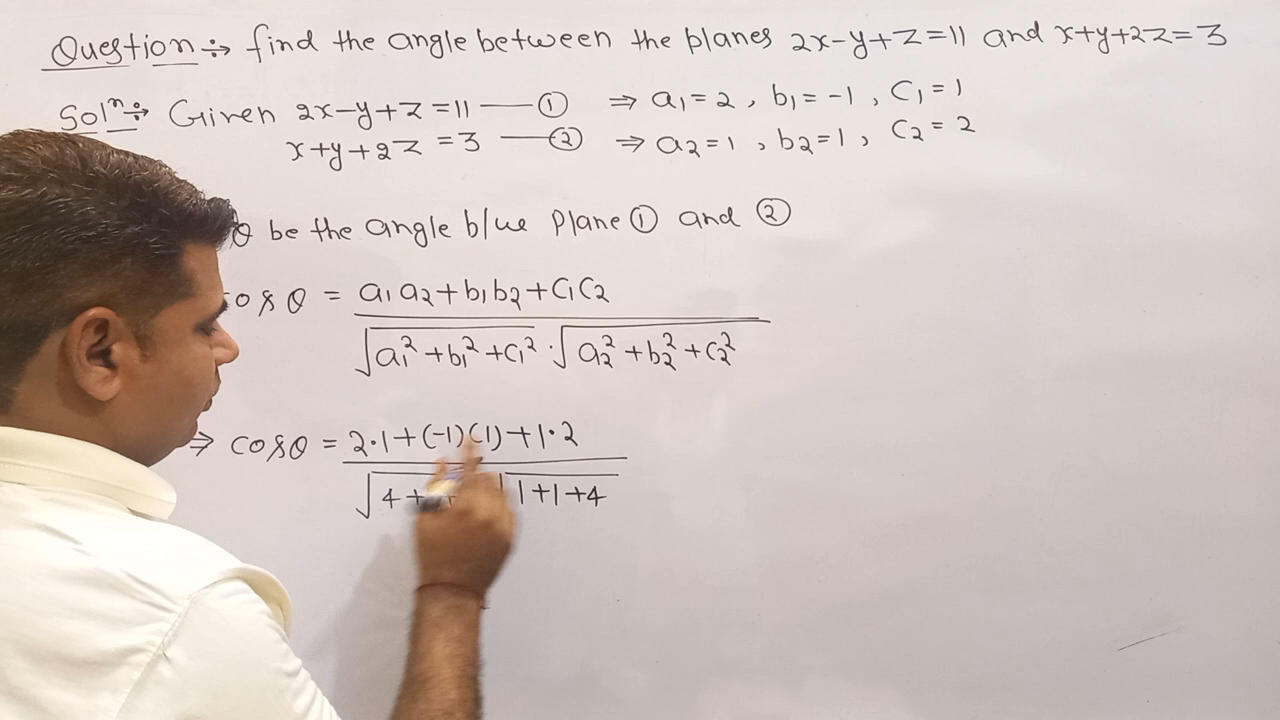 Question ÷> find the angle between the planes 2x-y+z=11 and x+y+2z=3
Solⁿ ÷> Given 2x-y+z=11 —— ① ⇒ a₁=2, b₁=-1, C₁=1
x+y+2z=3 —— ② ⇒ a₂=1, b₂=1, C₂=2
θ be the angle b/ue Plane ① and ②
cosθ = a₁a₂+b₁b₂+C₁C₂
√a₁²+b₁²+C₁² · √a₂²+b₂²+C₂²
⇒ cosθ = 2·1+(-1)(1)+1·2
√4+ √1+1+4